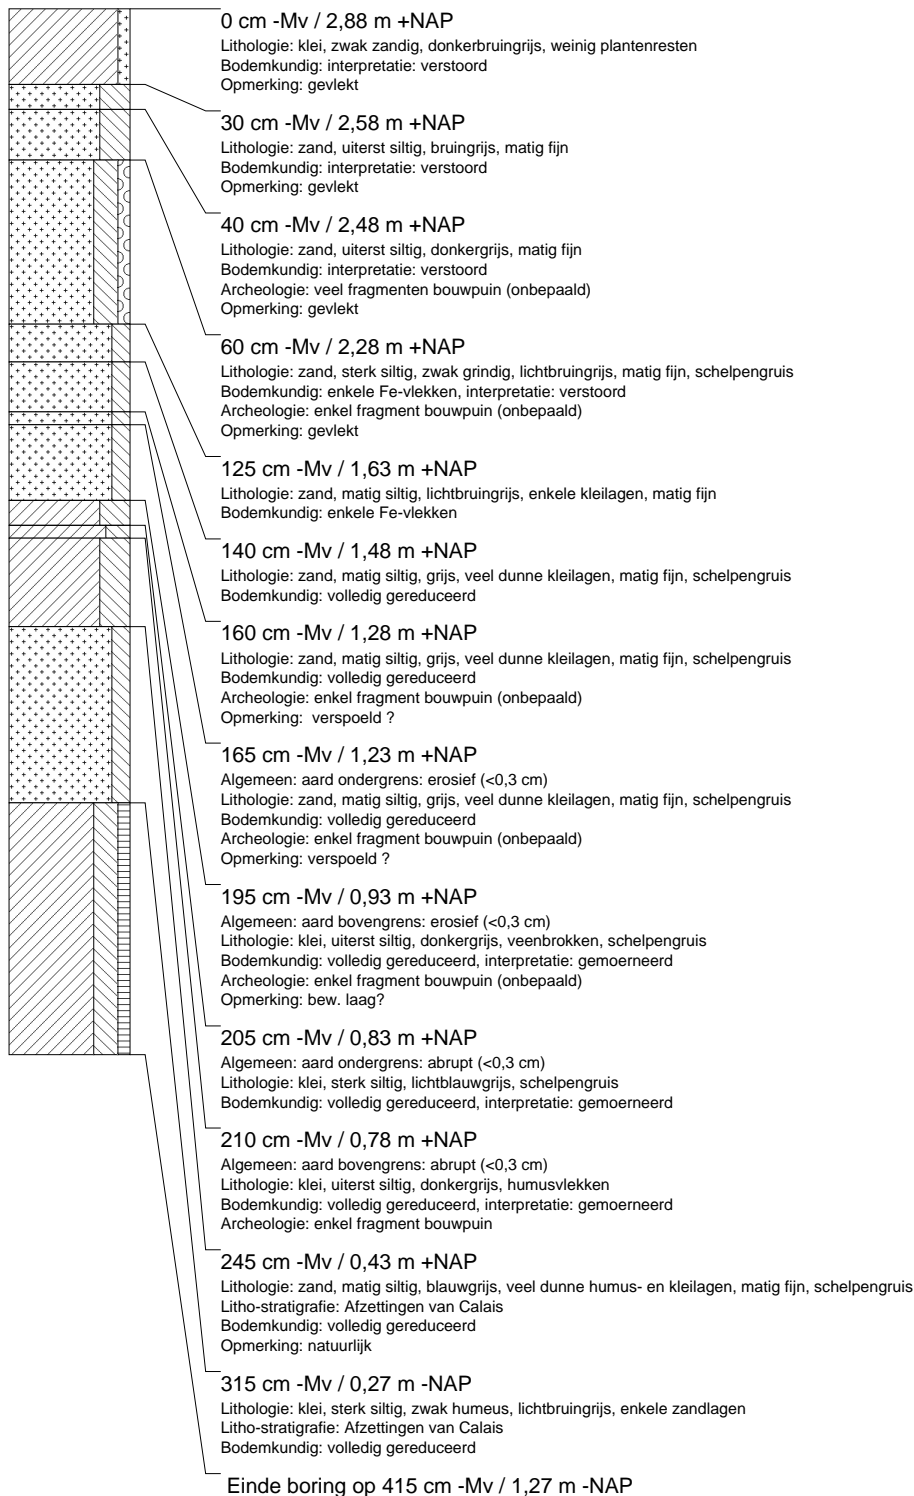 0 cm -Mv / 2,88 m +NAP
Lithologie: klei, zwak zandig, donkerbruingrijs, weinig plantenresten
Bodemkundig: interpretatie: verstoord
Opmerking: gevlekt
30 cm -Mv / 2,58 m +NAP
Lithologie: zand, uiterst siltig, bruingrijs, matig fijn
Bodemkundig: interpretatie: verstoord
Opmerking: gevlekt
40 cm -Mv / 2,48 m +NAP
Lithologie: zand, uiterst siltig, donkergrijs, matig fijn
Bodemkundig: interpretatie: verstoord
Archeologie: veel fragmenten bouwpuin (onbepaald)
Opmerking: gevlekt
60 cm -Mv / 2,28 m +NAP
Lithologie: zand, sterk siltig, zwak grindig, lichtbruingrijs, matig fijn, schelpengruis
Bodemkundig: enkele Fe-vlekken, interpretatie: verstoord
Archeologie: enkel fragment bouwpuin (onbepaald)
Opmerking: gevlekt
125 cm -Mv / 1,63 m +NAP
Lithologie: zand, matig siltig, lichtbruingrijs, enkele kleilagen, matig fijn
Bodemkundig: enkele Fe-vlekken
140 cm -Mv / 1,48 m +NAP
Lithologie: zand, matig siltig, grijs, veel dunne kleilagen, matig fijn, schelpengruis
Bodemkundig: volledig gereduceerd
160 cm -Mv / 1,28 m +NAP
Lithologie: zand, matig siltig, grijs, veel dunne kleilagen, matig fijn, schelpengruis
Bodemkundig: volledig gereduceerd
Archeologie: enkel fragment bouwpuin (onbepaald)
Opmerking:  verspoeld ?
165 cm -Mv / 1,23 m +NAP
Algemeen: aard ondergrens: erosief (<0,3 cm)
Lithologie: zand, matig siltig, grijs, veel dunne kleilagen, matig fijn, schelpengruis
Bodemkundig: volledig gereduceerd
Archeologie: enkel fragment bouwpuin (onbepaald)
Opmerking: verspoeld ?
195 cm -Mv / 0,93 m +NAP
Algemeen: aard bovengrens: erosief (<0,3 cm)
Lithologie: klei, uiterst siltig, donkergrijs, veenbrokken, schelpengruis
Bodemkundig: volledig gereduceerd, interpretatie: gemoerneerd
Archeologie: enkel fragment bouwpuin (onbepaald)
Opmerking: bew. laag?
205 cm -Mv / 0,83 m +NAP
Algemeen: aard ondergrens: abrupt (<0,3 cm)
Lithologie: klei, sterk siltig, lichtblauwgrijs, schelpengruis
Bodemkundig: volledig gereduceerd, interpretatie: gemoerneerd
210 cm -Mv / 0,78 m +NAP
Algemeen: aard bovengrens: abrupt (<0,3 cm)
Lithologie: klei, uiterst siltig, donkergrijs, humusvlekken
Bodemkundig: volledig gereduceerd, interpretatie: gemoerneerd
Archeologie: enkel fragment bouwpuin
245 cm -Mv / 0,43 m +NAP
Lithologie: zand, matig siltig, blauwgrijs, veel dunne humus- en kleilagen, matig fijn, schelpengruis
Litho-stratigrafie: Afzettingen van Calais
Bodemkundig: volledig gereduceerd
Opmerking: natuurlijk
315 cm -Mv / 0,27 m -NAP
Lithologie: klei, sterk siltig, zwak humeus, lichtbruingrijs, enkele zandlagen
Litho-stratigrafie: Afzettingen van Calais
Bodemkundig: volledig gereduceerd
Einde boring op 415 cm -Mv / 1,27 m -NAP